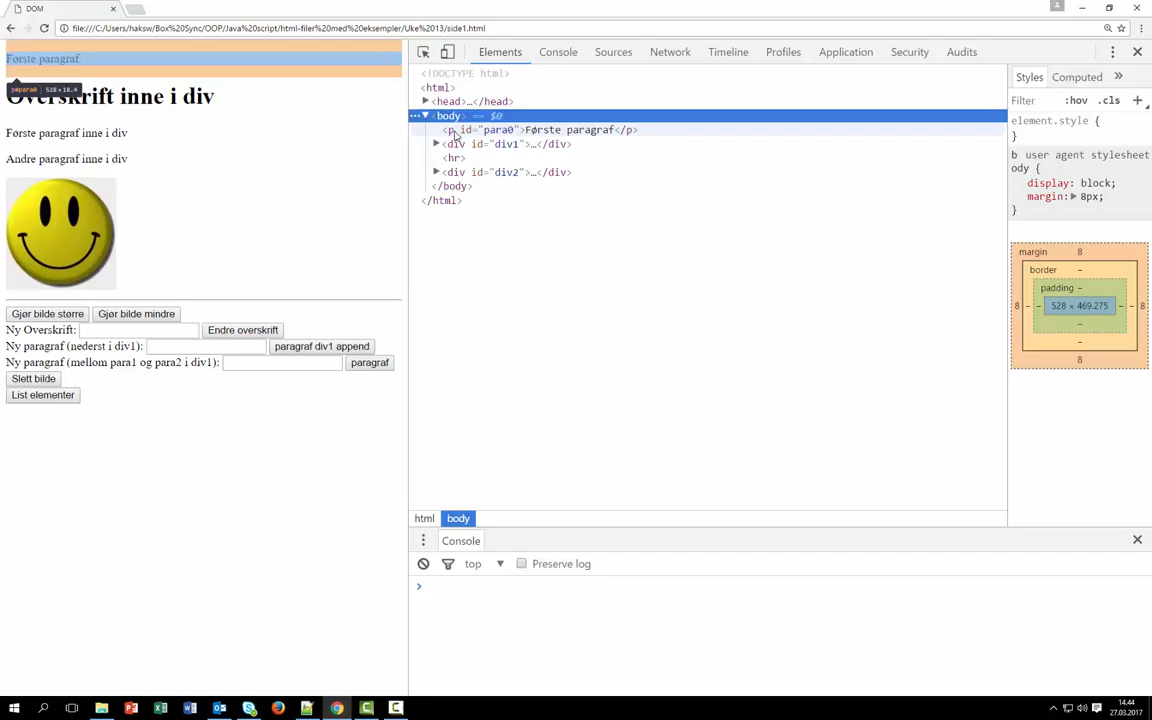 DOM
file:///C:/Users/haksw/Box%20Sync/OOP/Java%20script/html-filer%20med%20eksempler/Uke%2013/side1.html
Første paragraf
p#para0 528×18.4
Overskrift inne i div
Første paragraf inne i div
Andre paragraf inne i div
Gjør bilde større Gjør bilde mindre
Ny Overskrift: Endre overskrift
Ny paragraf (nederst i div1): paragraf div1 append
Ny paragraf (mellom para1 og para2 i div1): paragraf
Slett bilde
List elementer
Elements Console Sources Network Timeline Profiles Application Security Audits
<!DOCTYPE html>
<html>
<head>…</head>
<body> == $0
<p id="para0">Første paragraf</p>
<div id="div1">…</div>
<hr>
<div id="div2">…</div>
</body>
</html>
html body
Styles Computed »
Filter :hov .cls +
element.style {
}
b user agent stylesheet
ody {
display: block;
margin: 8px;
}
margin 8
border –
padding –
8 – – 528 × 469.275 – – 8
–
–
8
Console
top Preserve log
>
14.44
27.03.2017